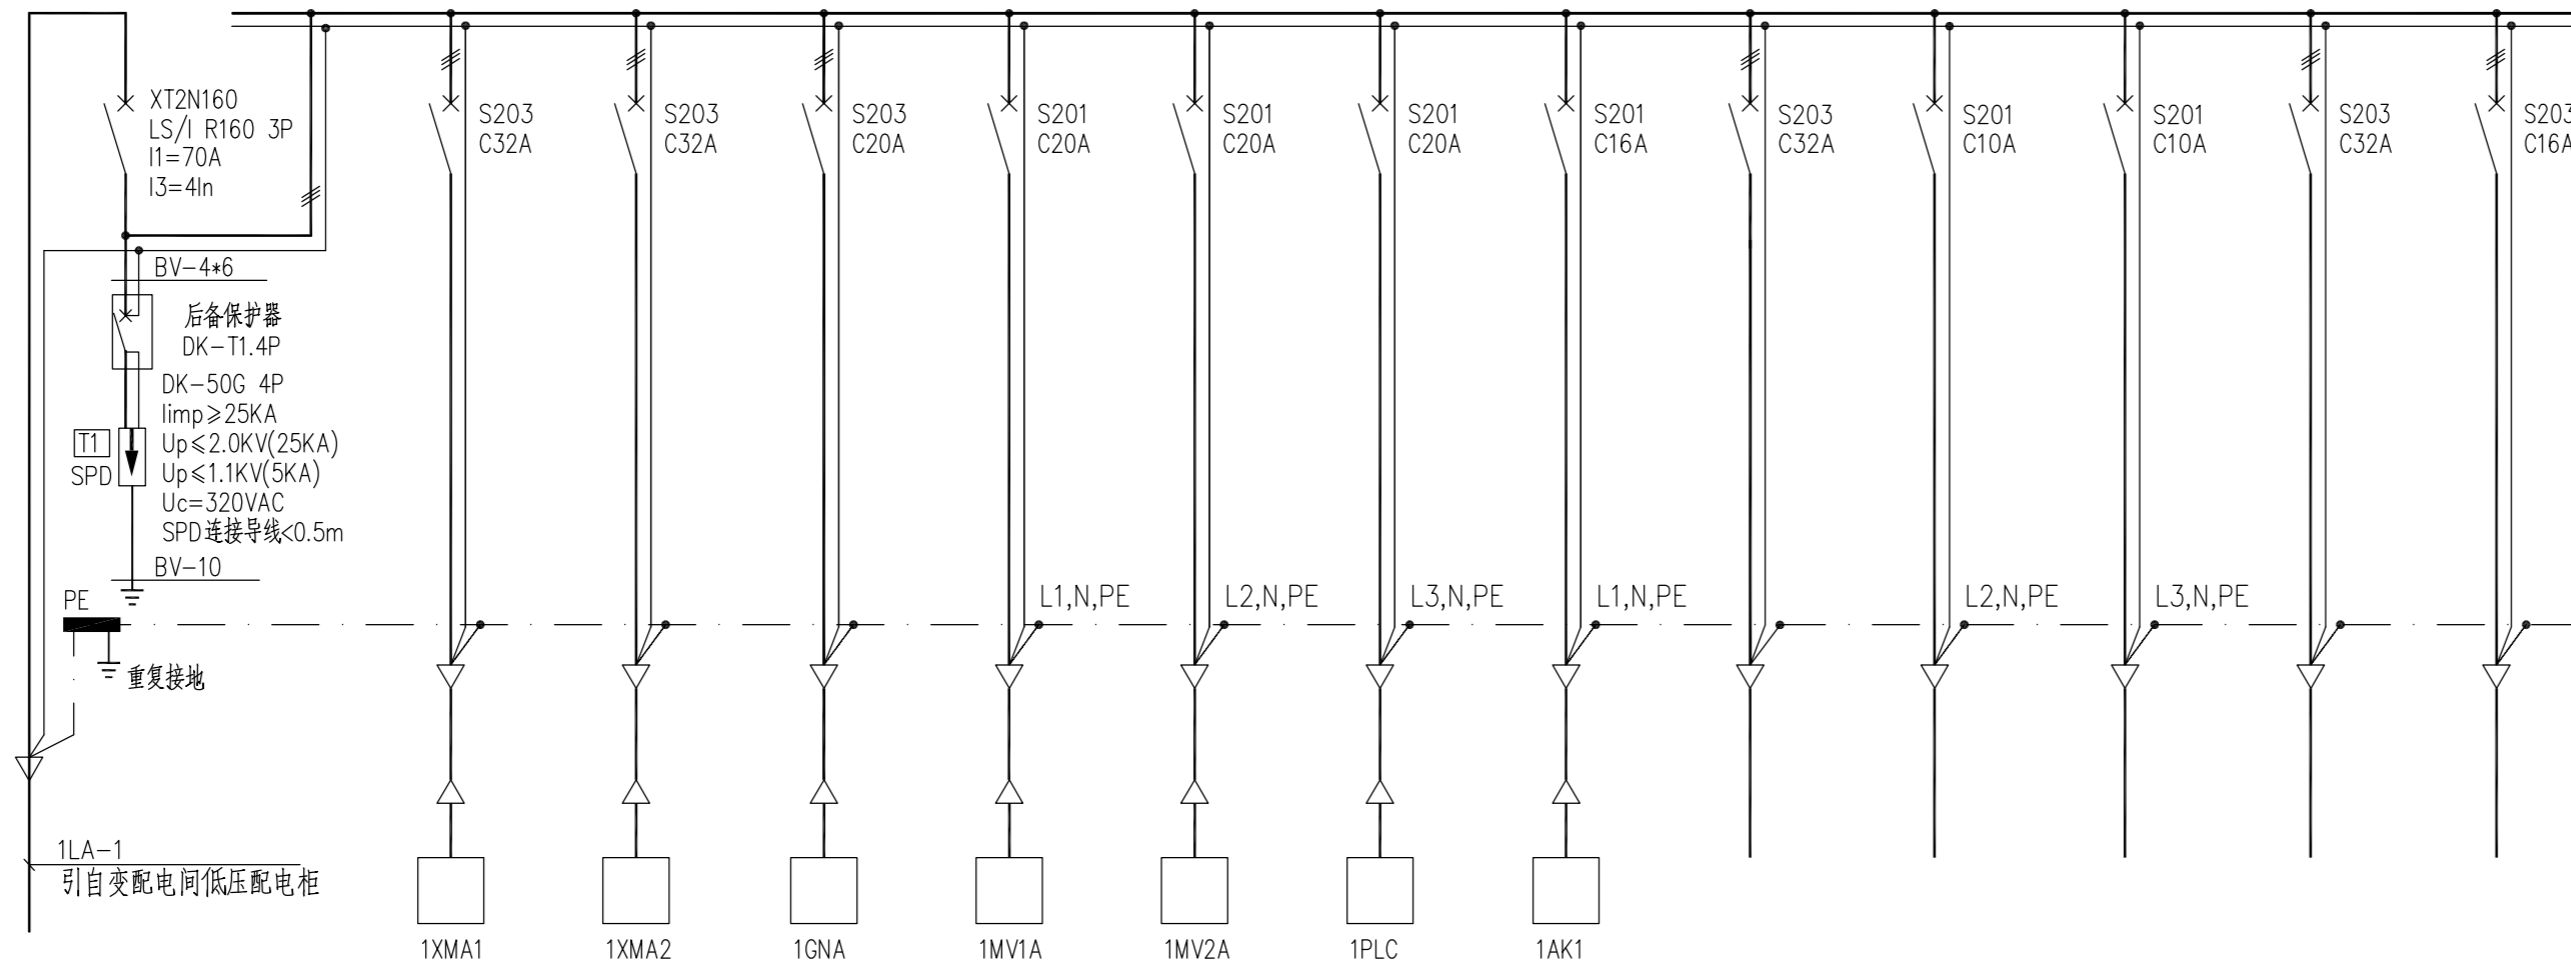 XT2N160
LS/I R160 3P
I1=70A
I3=4In
S203
C32A
S203
C32A
S203
C20A
S201
C20A
S201
C20A
S201
C20A
S201
C16A
S203
C32A
S201
C10A
S201
C10A
S203
C32A
S203
C16A
BV-4*6
后备保护器
DK-T1.4P
DK-50G 4P
Iimp≥25KA
T1
SPD
Up≤2.0KV(25KA)
Up≤1.1KV(5KA)
Uc=320VAC
SPD连接导线<0.5m
BV-10
PE
重复接地
L1,N,PE
L2,N,PE
L3,N,PE
L1,N,PE
L2,N,PE
L3,N,PE
1LA-1
引自变配电间低压配电柜
1XMA1
1XMA2
1GNA
1MV1A
1MV2A
1PLC
1AK1